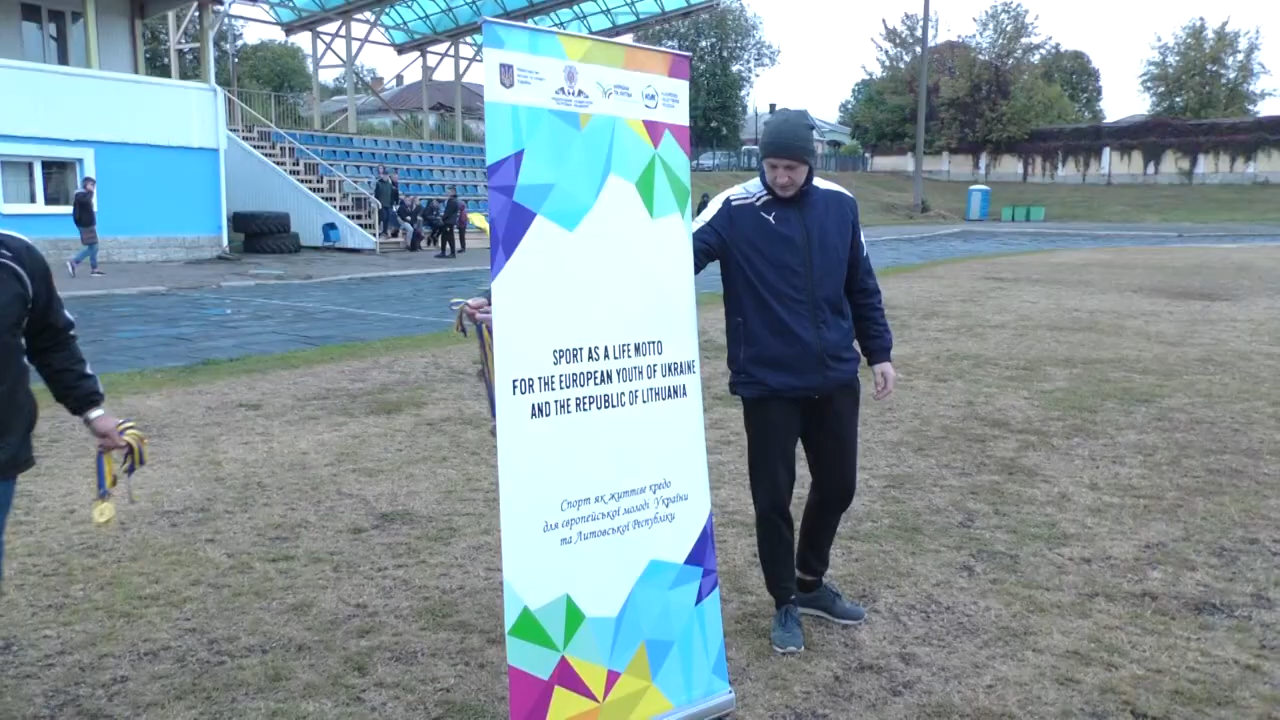 SPORT AS A LIFE MOTTO
FOR THE EUROPEAN YOUTH OF UKRAINE
AND THE REPUBLIC OF LITHUANIA
Спорт як життєве кредо
для європейської молоді України
та Литовської Республіки